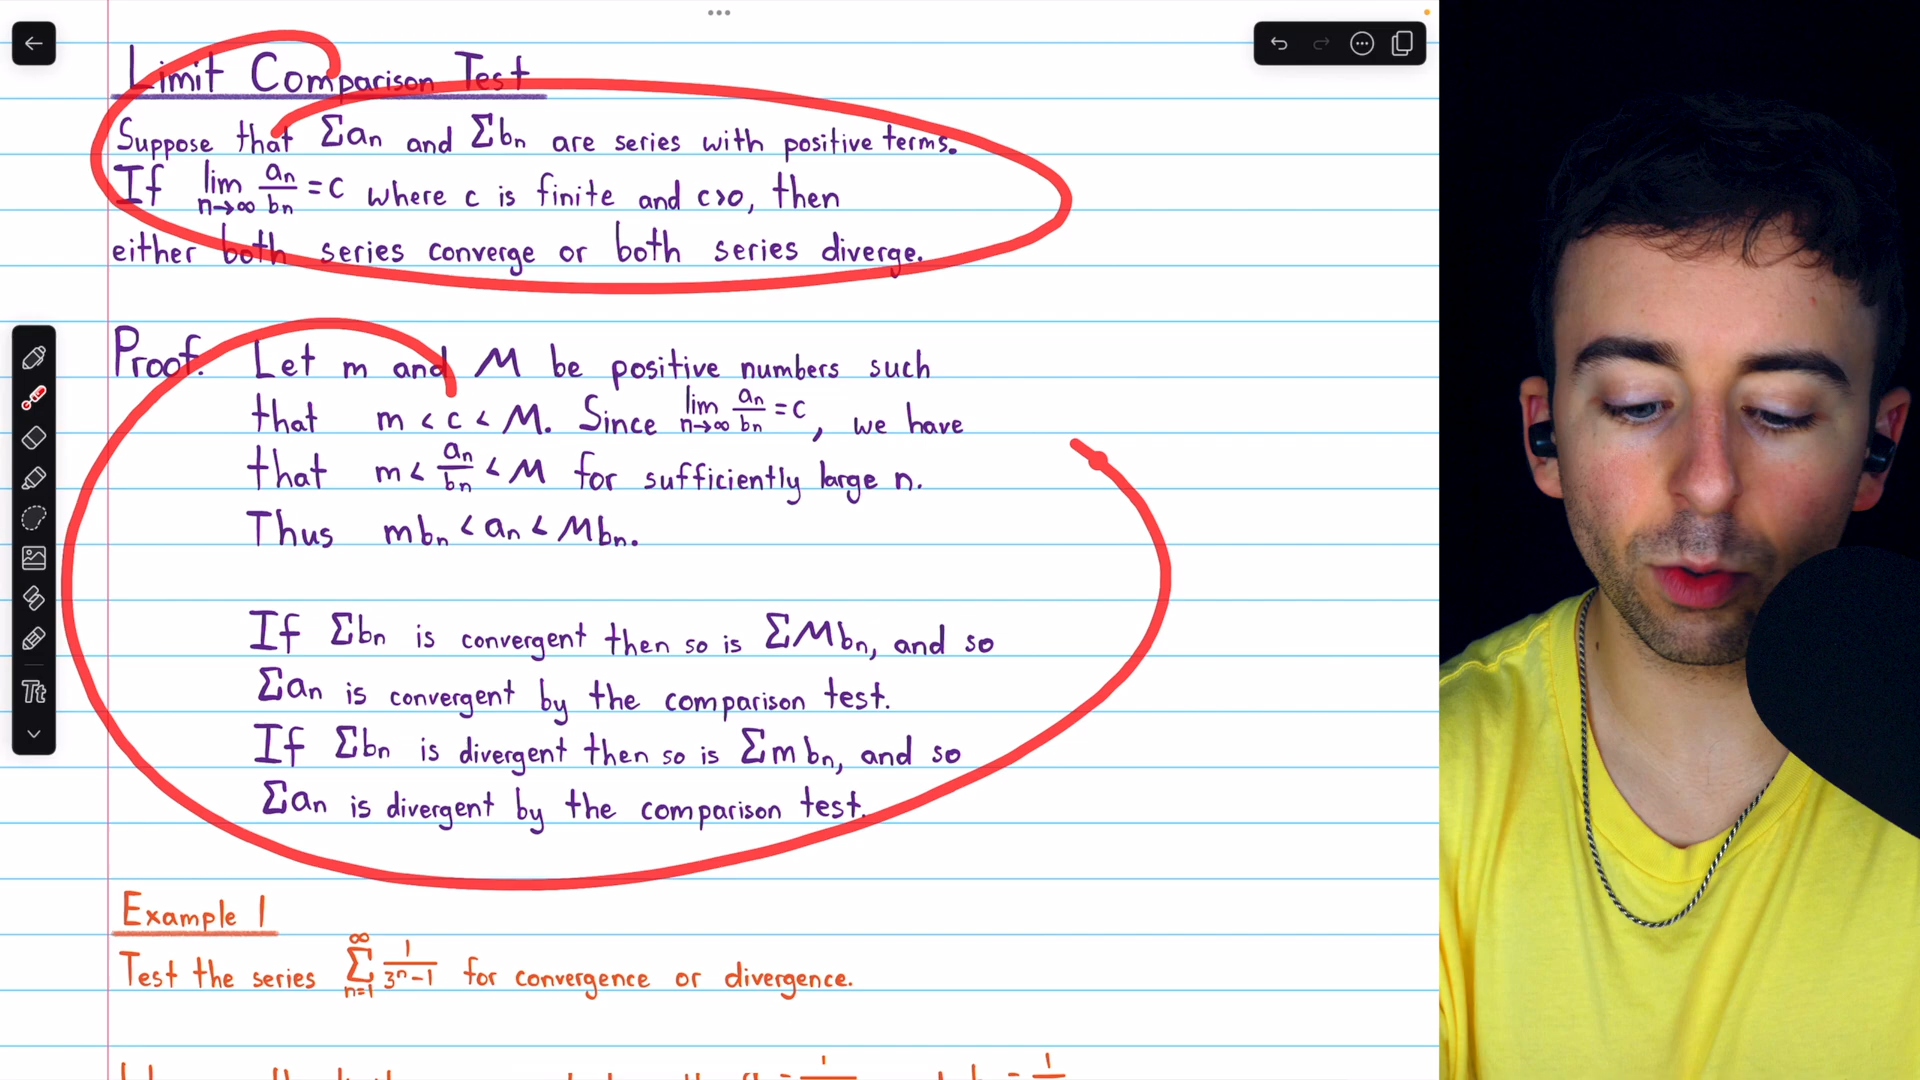 Limit Comparison Test
Suppose that Σan and Σbn are series with positive terms.
If lim n→∞ an/bn = c where c is finite and c>0, then
either both series converge or both series diverge.
Proof: Let m and M be positive numbers such
that m < c < M. Since lim n→∞ an/bn = c, we have
that m < an/bn < M for sufficiently large n.
Thus mbn < an < Mbn.
If Σbn is convergent then so is ΣMbn, and so
Σan is convergent by the comparison test.
If Σbn is divergent then so is Σmbn, and so
Σan is divergent by the comparison test.
Example 1
Test the series ∞ Σ n=1 1/3ⁿ-1 for convergence or divergence.
Tt